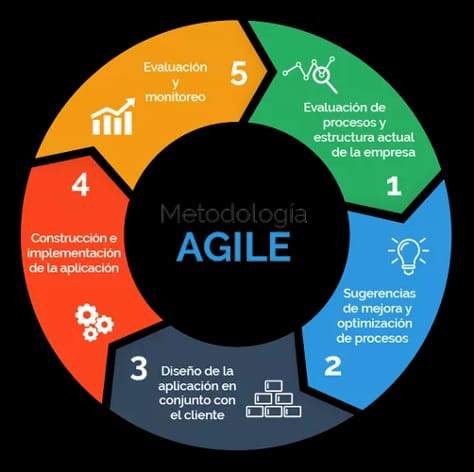 Metodología
AGILE
Evaluación de
procesos y
estructura actual
de la empresa
1
Sugerencias
de mejora y
optimización
de procesos
2
3
Diseño de la
aplicación en
conjunto con
el cliente
4
Construcción e
implementación
de la aplicación
Evaluación
y
monitoreo
5